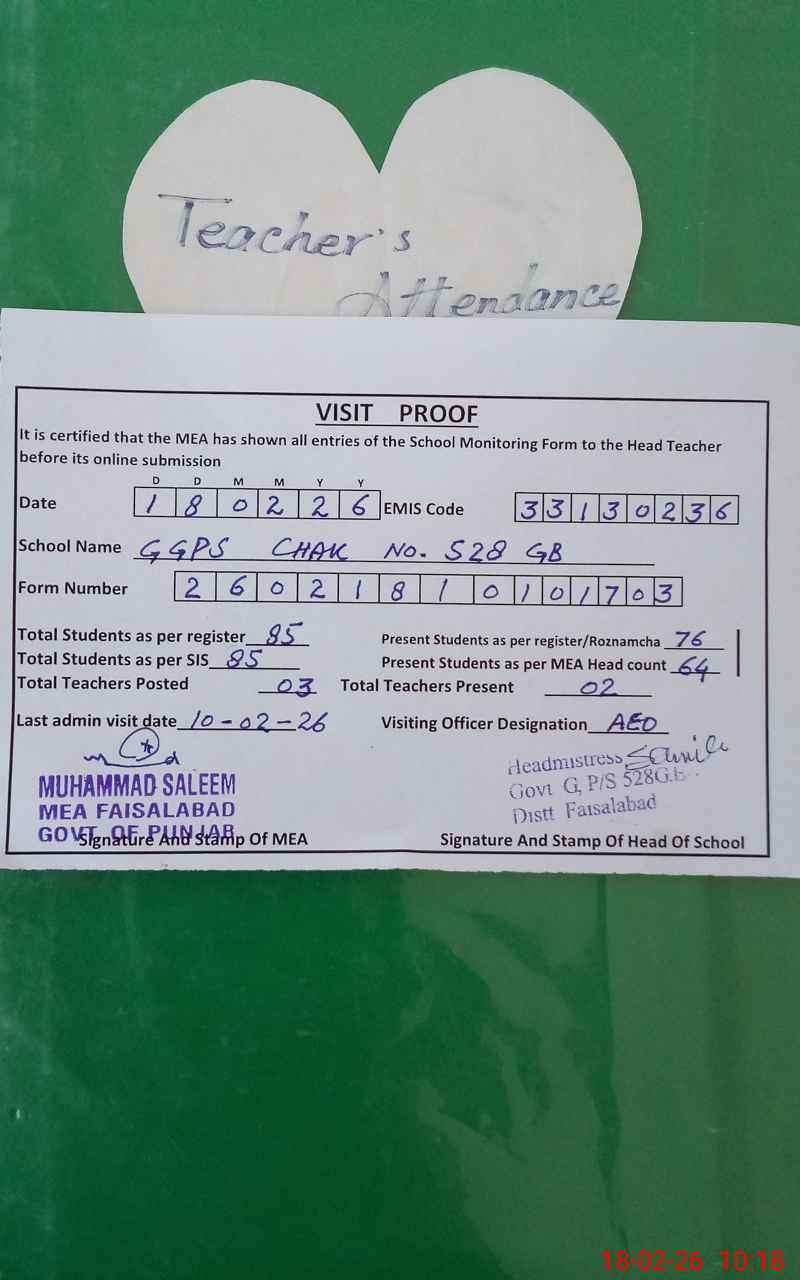 Teacher's
Attendance
VISIT PROOF
It is certified that the MEA has shown all entries of the School Monitoring Form to the Head Teacher
before its online submission
D D M M Y Y
Date 1 8 0 2 2 6 EMIS Code 3 3 1 3 0 2 3 6
School Name GGPS CHAK NO. 528 GB
Form Number 2 6 0 2 1 8 1 0 1 0 1 7 0 3
Total Students as per register 85 Present Students as per register/Roznamcha 76
Total Students as per SIS 85 Present Students as per MEA Head count 64
Total Teachers Posted 03 Total Teachers Present 02
Last admin visit date 10-02-26 Visiting Officer Designation AEO
MUHAMMAD SALEEM
MEA FAISALABAD
GOVT. OF PUNJAB
Headmistress
Govt G, P/S 528G.B
Distt Faisalabad
Signature And Stamp Of MEA Signature And Stamp Of Head Of School
18-02-26 10:18